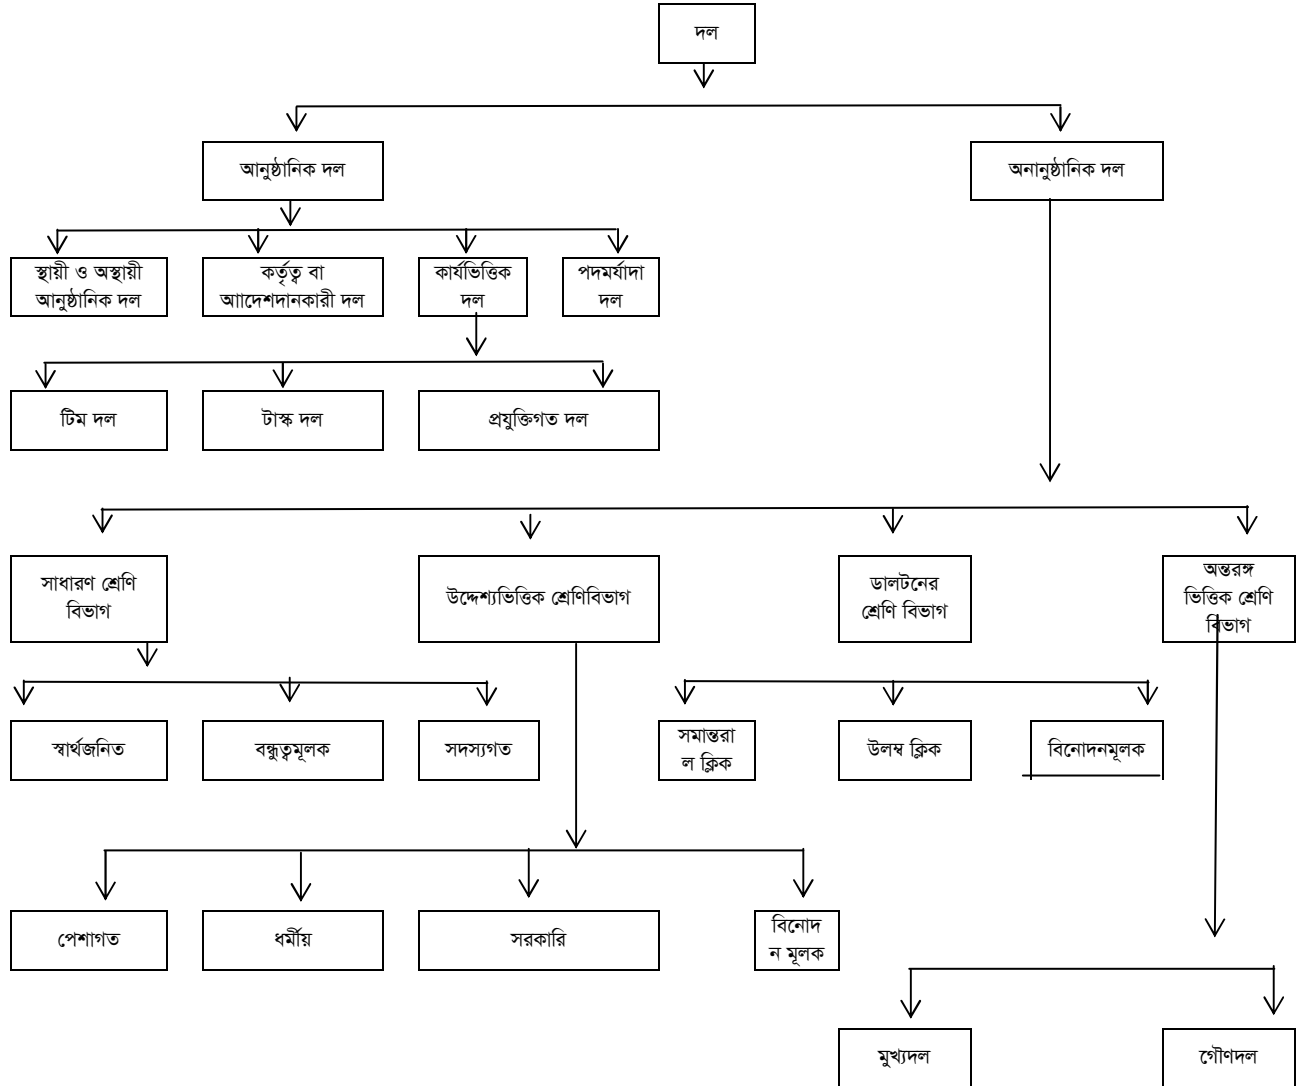 দল
আনুষ্ঠানিক দল
অনানুষ্ঠানিক দল
স্থায়ী ও অস্থায়ী
আনুষ্ঠানিক দল
কর্তৃত্ব বা
আাদেশদানকারী দল
কার্যভিত্তিক
দল
পদমর্যাদা
দল
টিম দল
টাস্ক দল
প্রযুক্তিগত দল
সাধারণ শ্রেণি
বিভাগ
উদ্দেশ্যভিত্তিক শ্রেণিবিভাগ
ডালটনের
শ্রেণি বিভাগ
অন্তরঙ্গ
ভিত্তিক শ্রেণি
বিভাগ
স্বার্থজনিত
বন্ধুত্বমূলক
সদস্যগত
সমান্তরা
ল ক্লিক
উলম্ব ক্লিক
বিনোদনমূলক
পেশাগত
ধর্মীয়
সরকারি
বিনোদ
ন মূলক
মুখ্যদল
গৌণদল